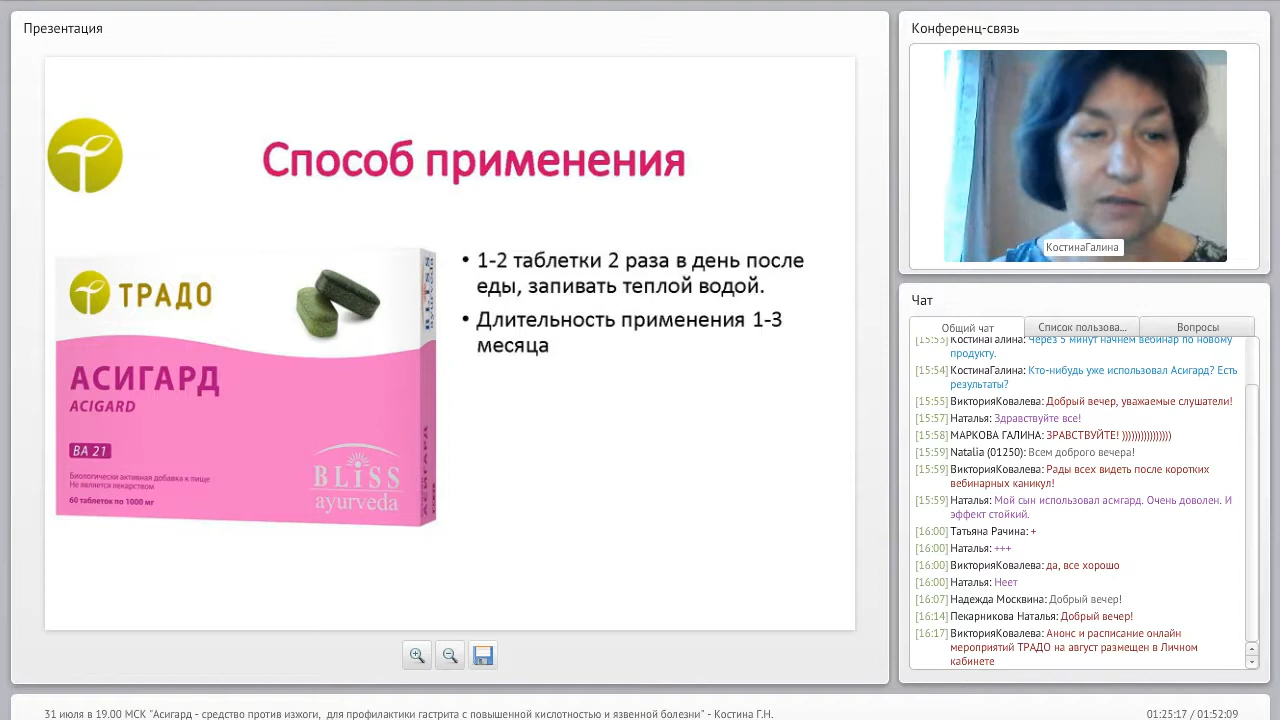 Презентация
Способ применения
ТРАДО
АСИГАРД
ACIGARD
BA 21
Биологически активная добавка к пище
Не является лекарством
60 таблеток по 1000 мг
BLISS
ayurveda
• 1-2 таблетки 2 раза в день после
еды, запивать теплой водой.
• Длительность применения 1-3
месяца
Конференц-связь
КостинаГалина
Чат
Общий чат
Список пользова...
Вопросы
[15:53] КостинаГалина: Через 5 минут начнем вебинар по новому
продукту.
[15:54] КостинаГалина: Кто-нибудь уже использовал Асигард? Есть
результаты?
[15:55] ВикторияКовалева: Добрый вечер, уважаемые слушатели!
[15:57] Наталья: Здравствуйте все!
[15:58] МАРКОВА ГАЛИНА: ЗРАВСТВУЙТЕ! )))))))))))))))
[15:59] Natalia (01250): Всем доброго вечера!
[15:59] ВикторияКовалева: Рады всех видеть после коротких
вебинарных каникул!
[15:59] Наталья: Мой сын использовал асмгард. Очень доволен. И
эффект стойкий.
[16:00] Татьяна Рачина: +
[16:00] Наталья: +++
[16:00] ВикторияКовалева: да, все хорошо
[16:00] Наталья: Неет
[16:07] Надежда Москвина: Добрый вечер!
[16:14] Пекарникова Наталья: Добрый вечер!
[16:17] ВикторияКовалева: Анонс и расписание онлайн
мероприятий ТРАДО на август размещен в Личном
кабинете
31 июля в 19.00 МСК "Асигард - средство против изжоги, для профилактики гастрита с повышенной кислотностью и язвенной болезни" - Костина Г.Н.
01:25:17 / 01:52:09